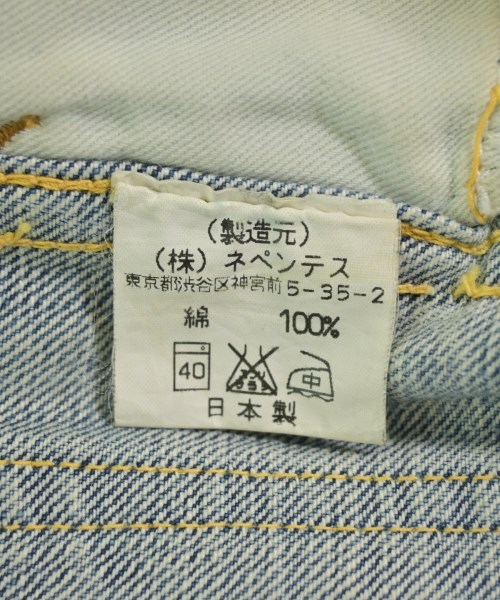 (製造元)
(株) ネペンテス
東京都渋谷区神宮前5-35-2
綿 100%
40 中
日本製